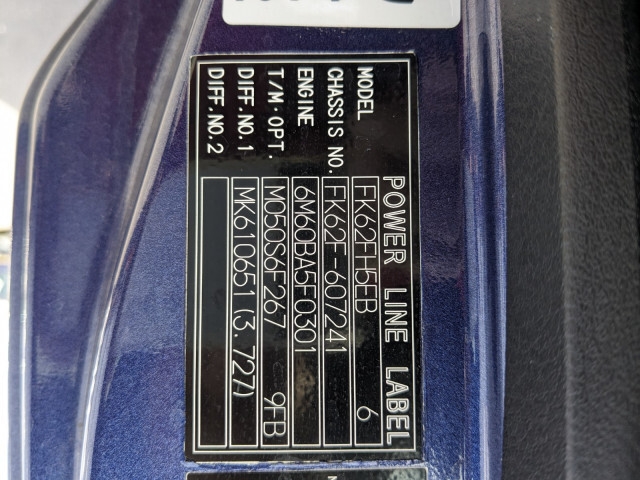 POWER LINE LABEL
MODEL FK62FH5EB 6
CHASSIS NO. FK62F-607241
ENGINE 6M60BA5F0301
T/M.OPT. M050S6F267 9FB
DIFF.NO.1 MK610651(3.727)
DIFF.NO.2